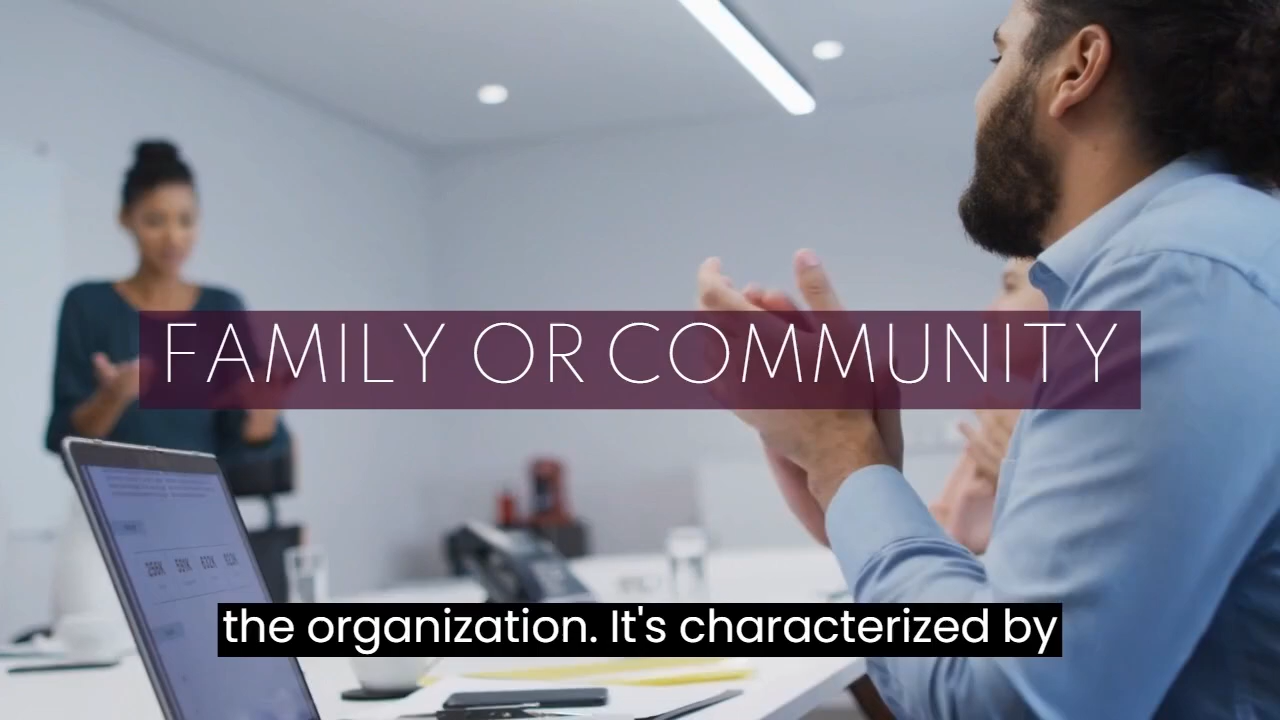 FAMILY OR COMMUNITY
the organization. It's characterized by